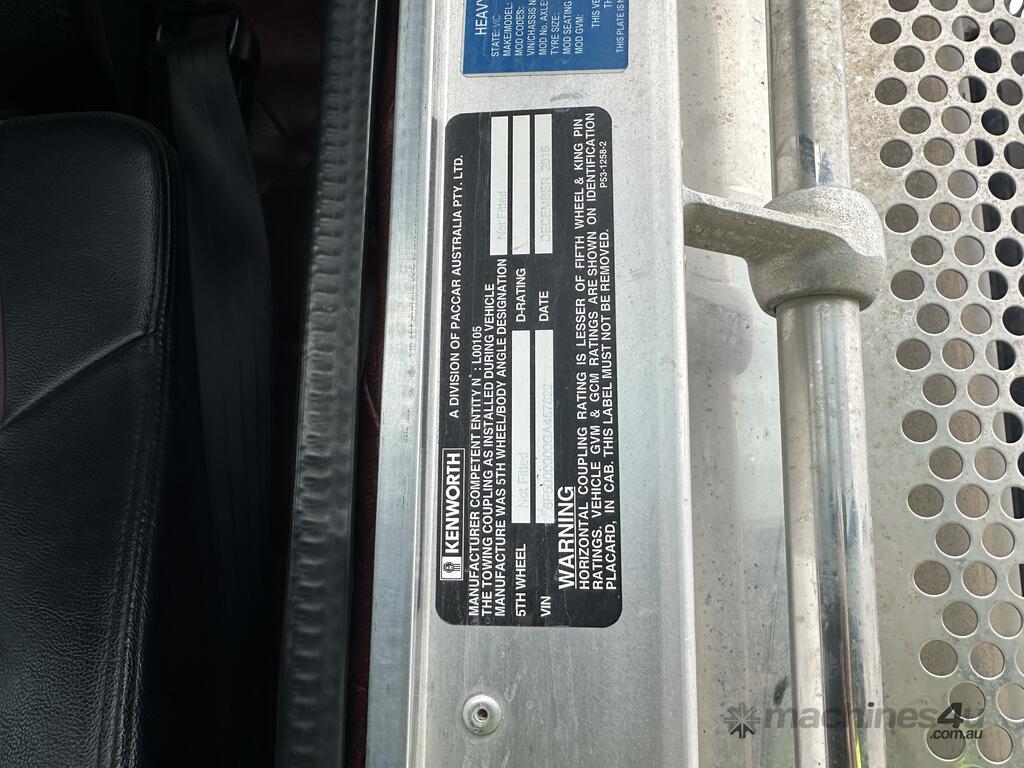 HEAVY
STATE: VIC
MAKE/MODEL:
MOD CODES:
VIN/CHASSIS N
MOD No. AXLE
TYRE SIZE:
MOD SEATING
MOD GVM:
THIS VE
TH
THIS PLATE IS
KENWORTH
A DIVISION OF PACCAR AUSTRALIA PTY. LTD.
MANUFACTURER COMPETENT ENTITY N°: L00105
THE TOWING COUPLING AS INSTALLED DURING VEHICLE
MANUFACTURE WAS 5TH WHEEL/BODY ANGLE DESIGNATION Not Fitted
5TH WHEEL Not Fitted D-RATING
VIN DATE DECEMBER 2016
WARNING
HORIZONTAL COUPLING RATING IS LESSER OF FIFTH WHEEL & KING PIN
RATINGS. VEHICLE GVM & GCM RATINGS ARE SHOWN ON IDENTIFICATION
PLACARD, IN CAB. THIS LABEL MUST NOT BE REMOVED. P53-1258-2
machines4u
.com.au